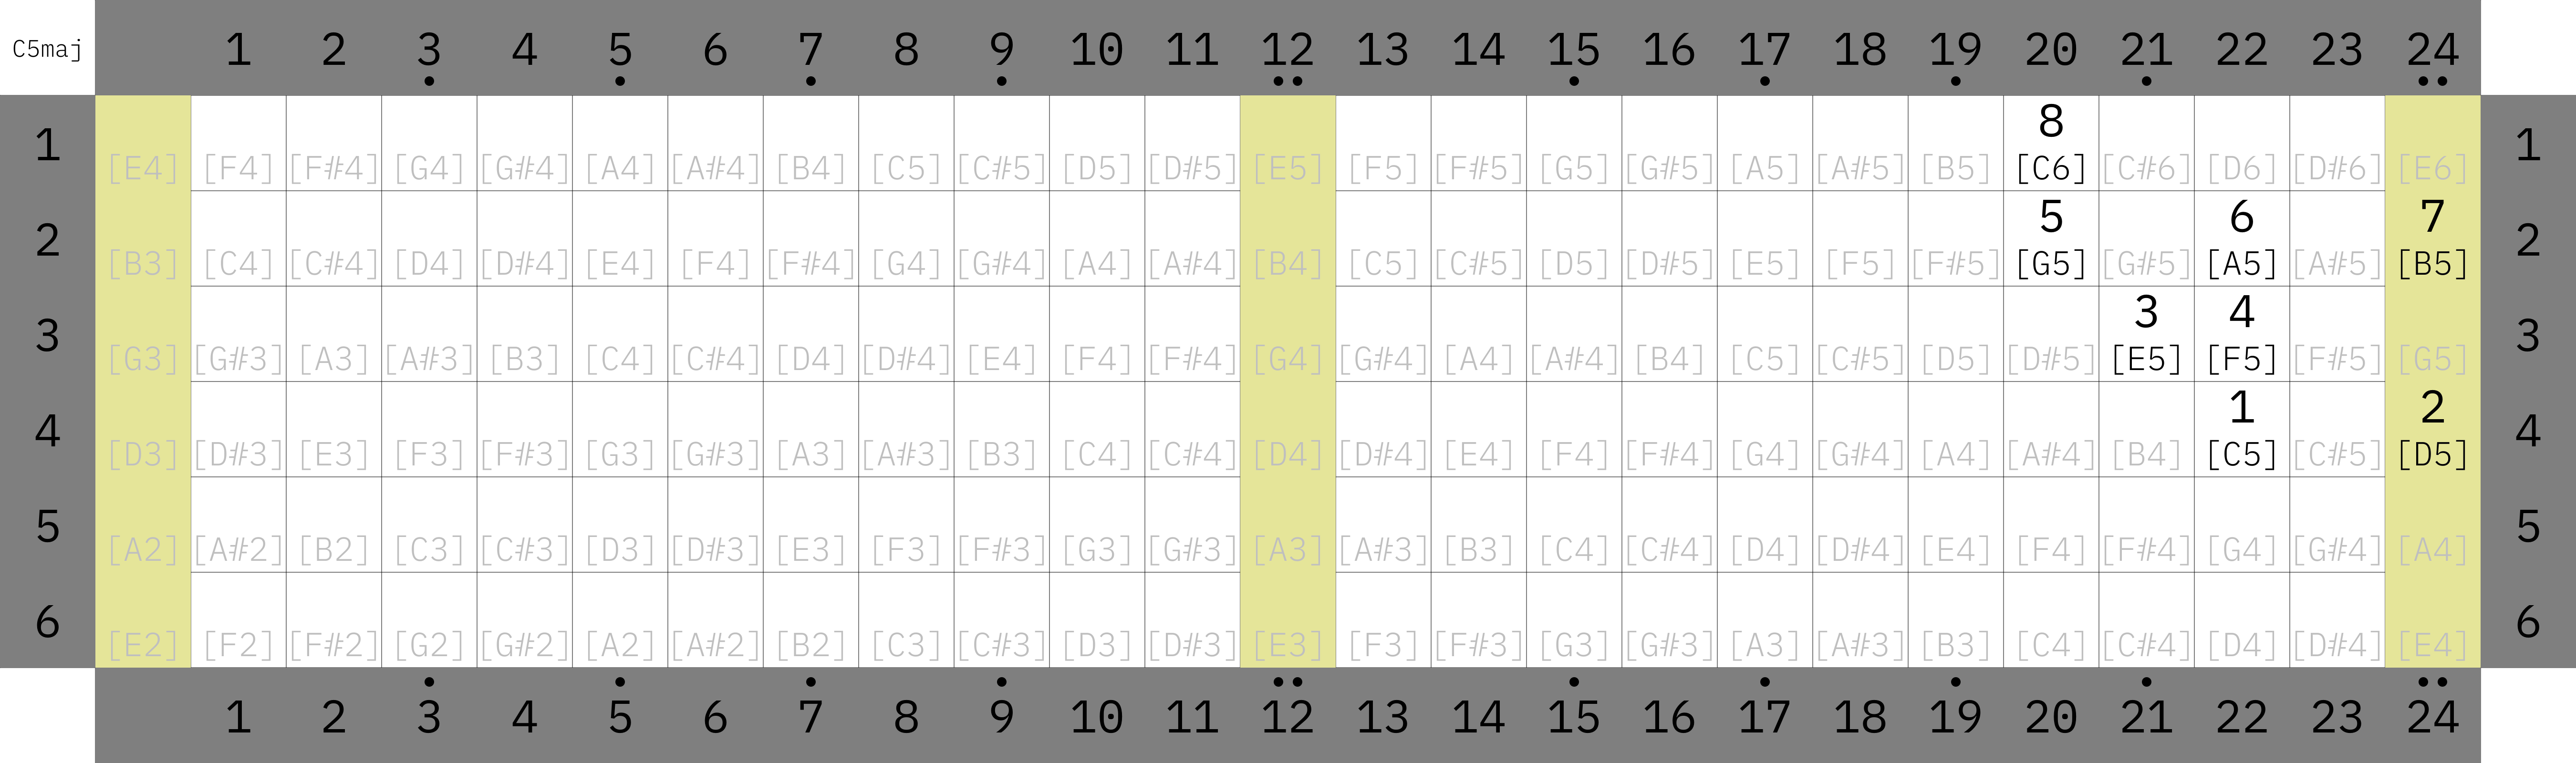 C5maj 1 2 3 4 5 6 7 8 9 10 11 12 13 14 15 16 17 18 19 20 21 22 23 24
8
1 [E4] [F4] [F#4] [G4] [G#4] [A4] [A#4] [B4] [C5] [C#5] [D5] [D#5] [E5] [F5] [F#5] [G5] [G#5] [A5] [A#5] [B5] [C6] [C#6] [D6] [D#6] [E6] 1
5 6 7
2 [B3] [C4] [C#4] [D4] [D#4] [E4] [F4] [F#4] [G4] [G#4] [A4] [A#4] [B4] [C5] [C#5] [D5] [D#5] [E5] [F5] [F#5] [G5] [G#5] [A5] [A#5] [B5] 2
3 4
3 [G3] [G#3] [A3] [A#3] [B3] [C4] [C#4] [D4] [D#4] [E4] [F4] [F#4] [G4] [G#4] [A4] [A#4] [B4] [C5] [C#5] [D5] [D#5] [E5] [F5] [F#5] [G5] 3
1 2
4 [D3] [D#3] [E3] [F3] [F#3] [G3] [G#3] [A3] [A#3] [B3] [C4] [C#4] [D4] [D#4] [E4] [F4] [F#4] [G4] [G#4] [A4] [A#4] [B4] [C5] [C#5] [D5] 4
5 [A2] [A#2] [B2] [C3] [C#3] [D3] [D#3] [E3] [F3] [F#3] [G3] [G#3] [A3] [A#3] [B3] [C4] [C#4] [D4] [D#4] [E4] [F4] [F#4] [G4] [G#4] [A4] 5
6 [E2] [F2] [F#2] [G2] [G#2] [A2] [A#2] [B2] [C3] [C#3] [D3] [D#3] [E3] [F3] [F#3] [G3] [G#3] [A3] [A#3] [B3] [C4] [C#4] [D4] [D#4] [E4] 6
1 2 3 4 5 6 7 8 9 10 11 12 13 14 15 16 17 18 19 20 21 22 23 24